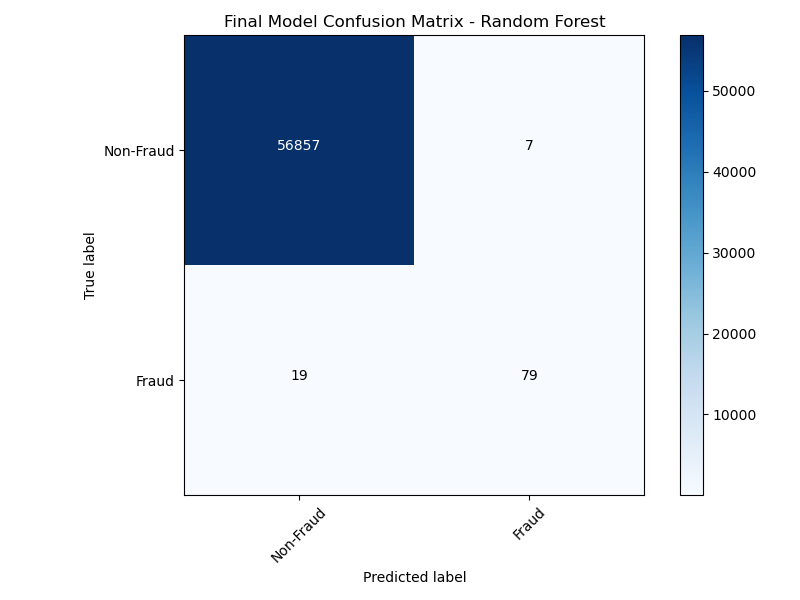 Final Model Confusion Matrix - Random Forest
True label
Non-Fraud
Fraud
56857
7
19
79
Non-Fraud
Fraud
Predicted label
50000
40000
30000
20000
10000